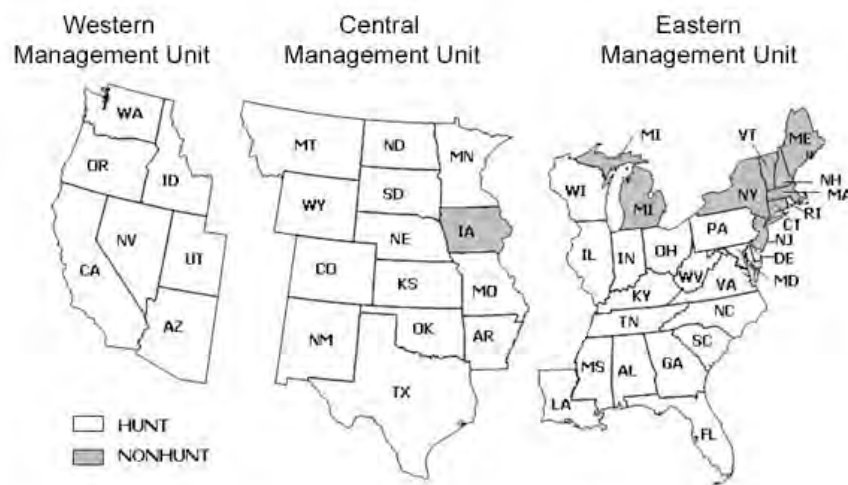 Western
Management Unit
Central
Management Unit
Eastern
Management Unit
WA
OR
ID
NV
CA
UT
AZ
MT
ND
MN
SD
WY
IA
NE
CO
KS
MO
OK
AR
NM
TX
MI
VT
ME
NH
MA
WI
MI
NY
RI
CT
PA
NJ
IL
IN
OH
DE
WV
VA
MD
KY
NC
TN
SC
MS
AL
GA
LA
FL
HUNT
NONHUNT